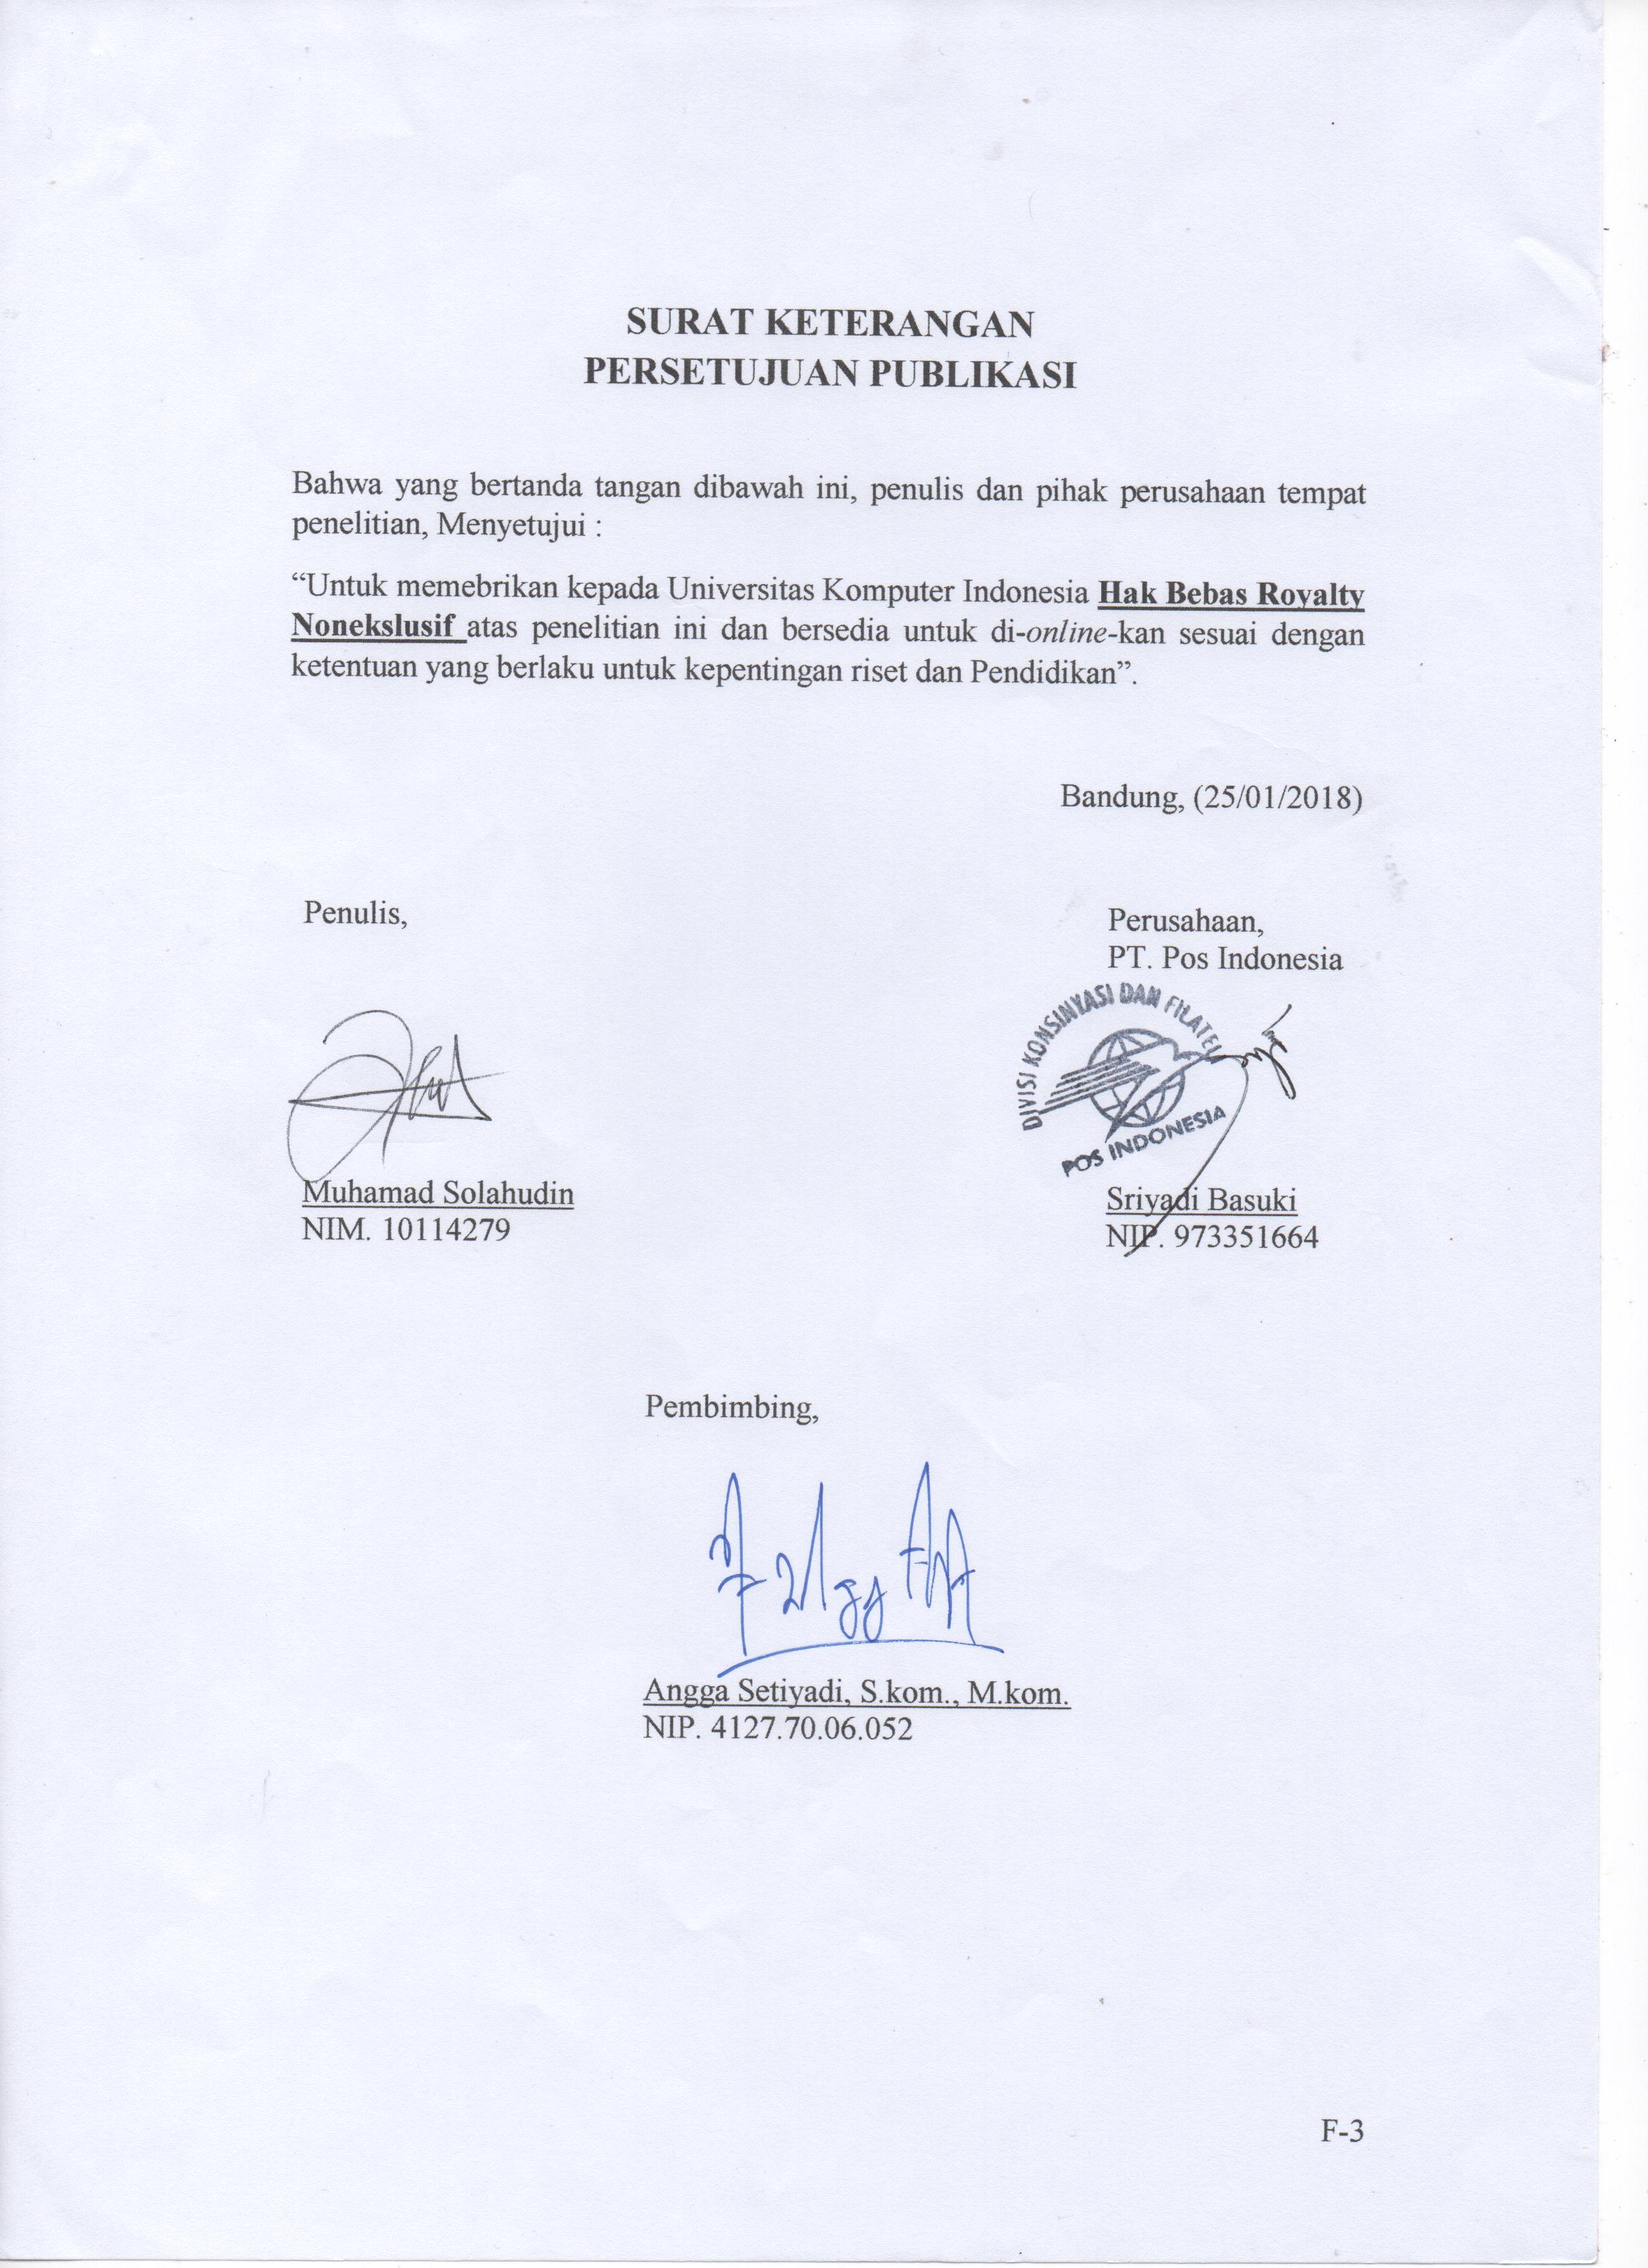 SURAT KETERANGAN
PERSETUJUAN PUBLIKASI
Bahwa yang bertanda tangan dibawah ini, penulis dan pihak perusahaan tempat
penelitian, Menyetujui :
“Untuk memebrikan kepada Universitas Komputer Indonesia Hak Bebas Royalty
Nonekslusif atas penelitian ini dan bersedia untuk di-online-kan sesuai dengan
ketentuan yang berlaku untuk kepentingan riset dan Pendidikan”.
Bandung, (25/01/2018)
Penulis,
Perusahaan,
PT. Pos Indonesia
DIVISI KONSINYASI DAN FILATELI
POS INDONESIA
Muhamad Solahudin
NIM. 10114279
Sriyadi Basuki
NIP. 973351664
Pembimbing,
Angga Setiyadi, S.kom., M.kom.
NIP. 4127.70.06.052
F-3